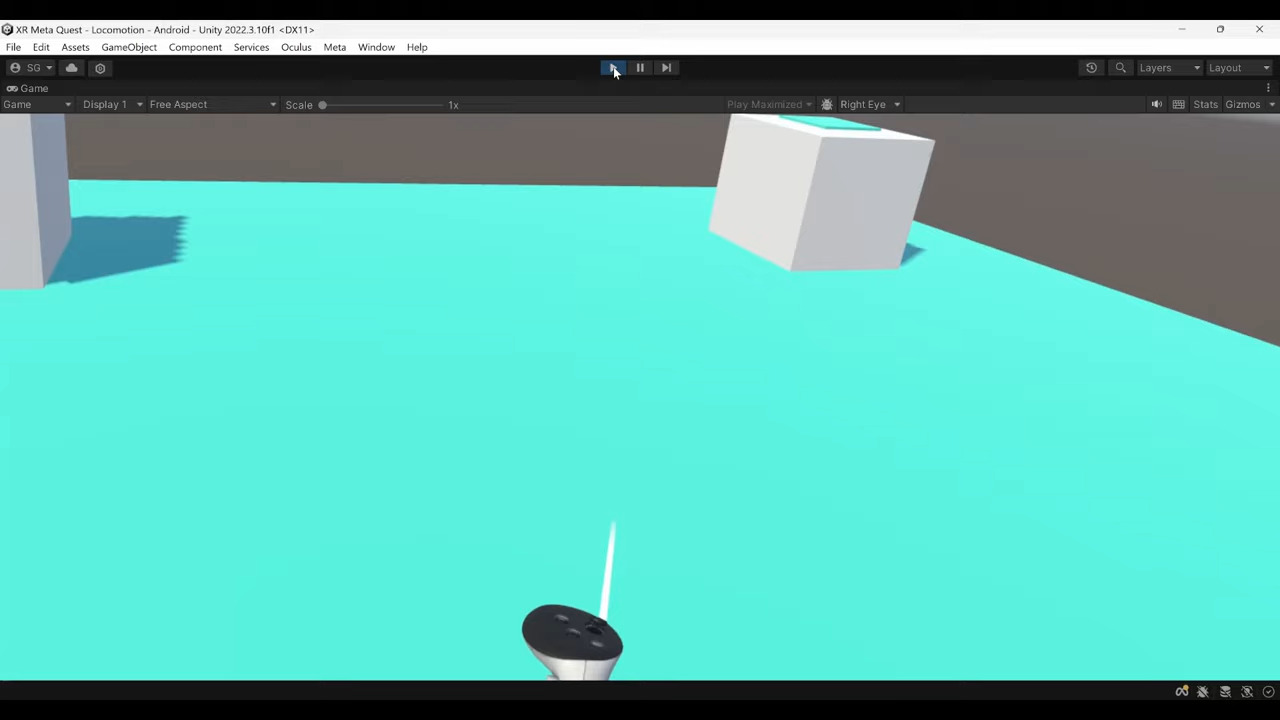 XR Meta Quest - Locomotion - Android - Unity 2022.3.10f1 <DX11>
File Edit Assets GameObject Component Services Oculus Meta Window Help
SG Layers Layout
Game
Game Display 1 Free Aspect Scale 1x Play Maximized Right Eye Stats Gizmos